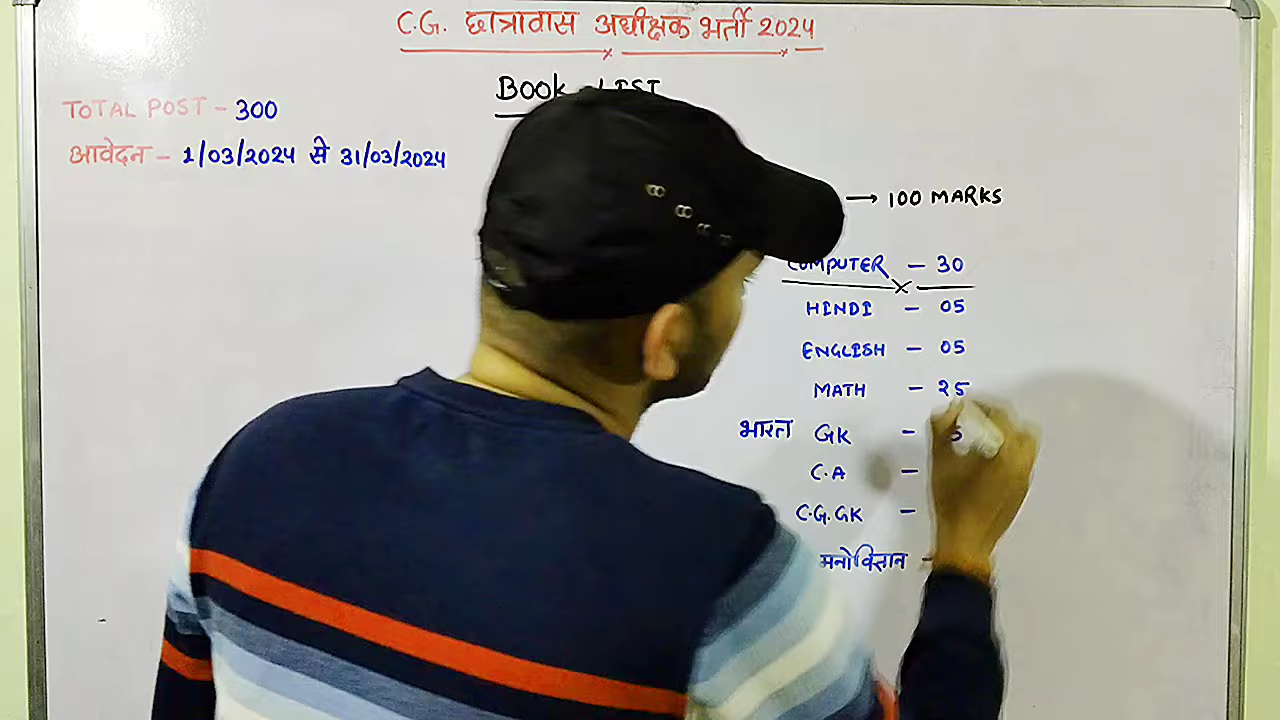 C.G. छात्रावास अधीक्षक भर्ती 2024
Book LIST
TOTAL POST - 300
आवेदन - 1/03/2024 से 31/03/2024
→ 100 MARKS
COMPUTER - 30
HINDI - 05
ENGLISH - 05
MATH - 25
भारत GK -
C.A -
C.G.GK -
मनोविज्ञान -